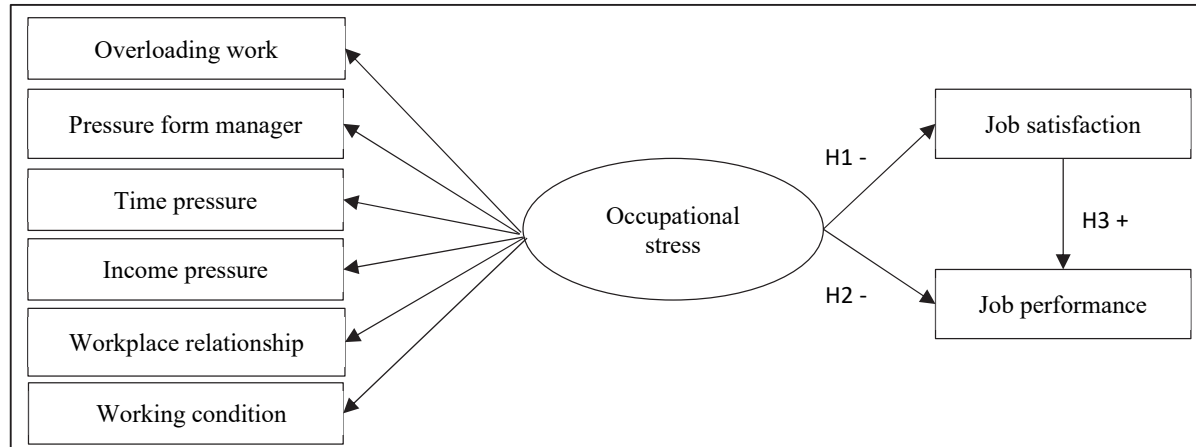 Overloading work
Pressure form manager
Time pressure
Income pressure
Workplace relationship
Working condition
Occupational
stress
H1 -
H2 -
Job satisfaction
H3 +
Job performance